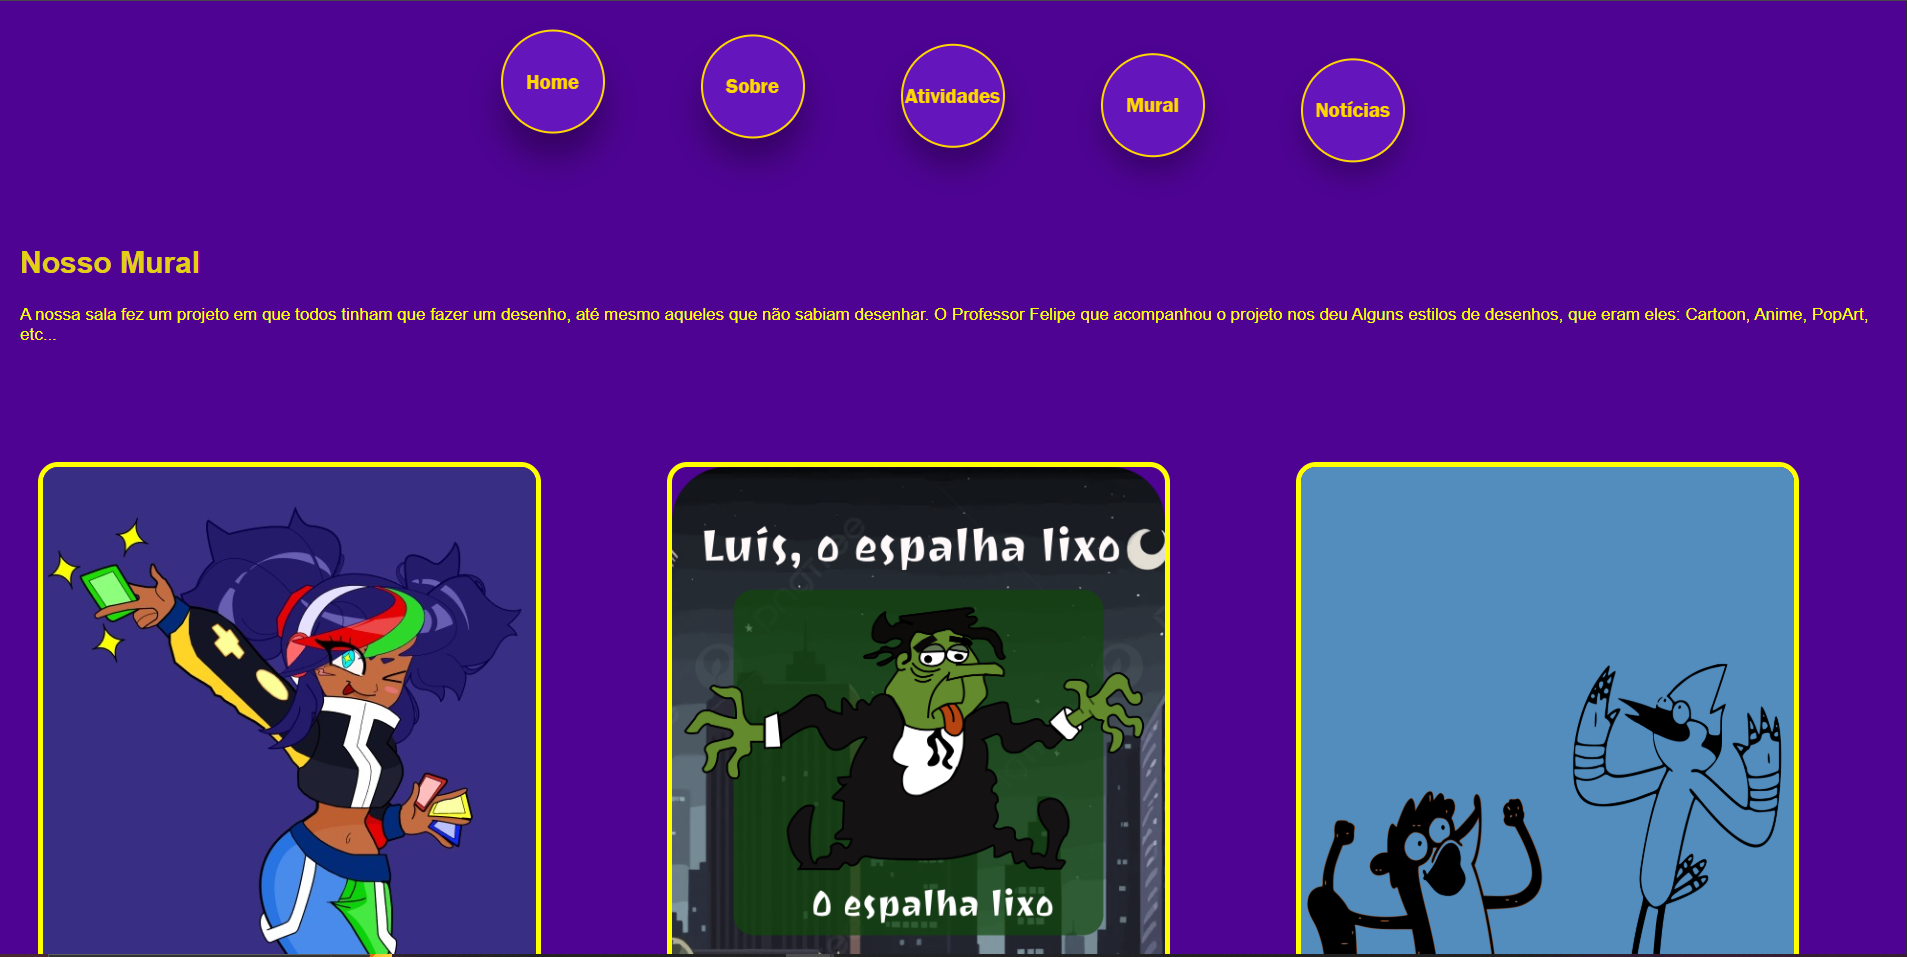 Home
Sobre
Atividades
Mural
Notícias
Nosso Mural
A nossa sala fez um projeto em que todos tinham que fazer um desenho, até mesmo aqueles que não sabiam desenhar. O Professor Felipe que acompanhou o projeto nos deu Alguns estilos de desenhos, que eram eles: Cartoon, Anime, PopArt,
etc...
Luís, o espalha lixo
O espalha lixo